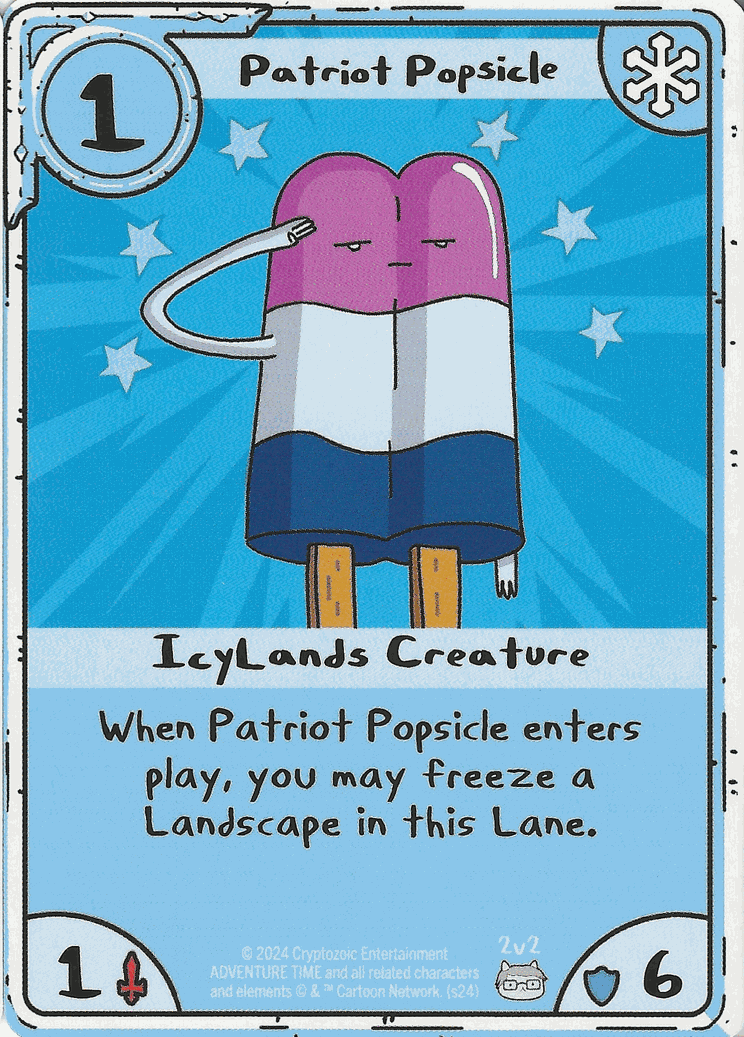 1
Patriot Popsicle
IcyLands Creature
When Patriot Popsicle enters
play, you may freeze a
Landscape in this Lane.
1
© 2024 Cryptozoic Entertainment
ADVENTURE TIME and all related characters
and elements © & ™ Cartoon Network. (s24)
2v2
6